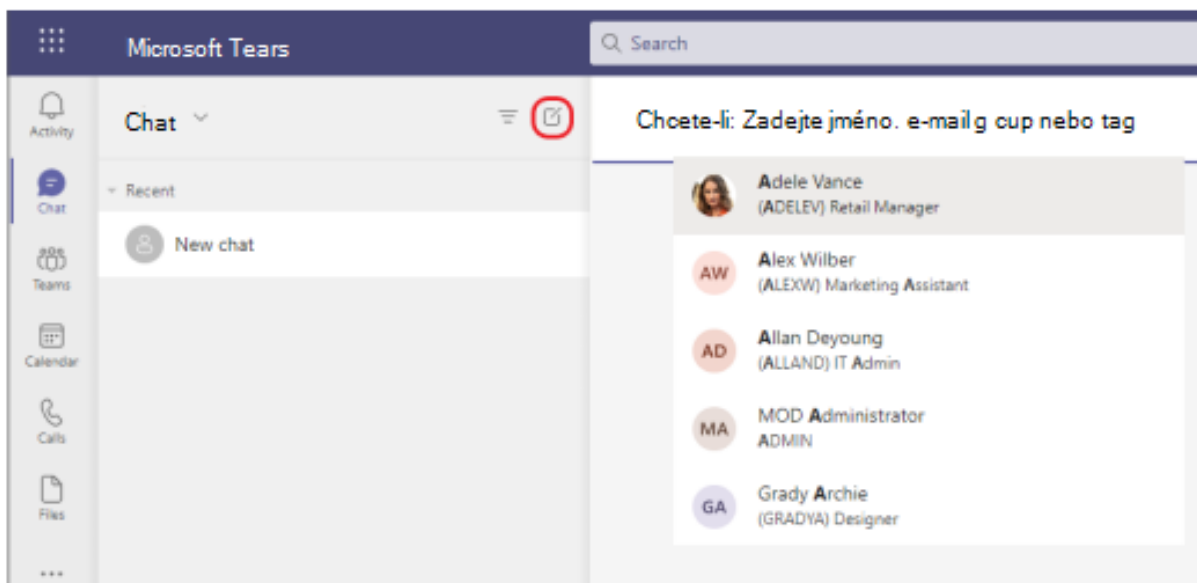 Microsoft Tears
Search
Activity
Chat
Teams
Calendar
Calls
Files
Chat
Recent
New chat
Chcete-li: Zadejte jméno. e-mail g cup nebo tag
Adele Vance
(ADELEV) Retail Manager
AW
Alex Wilber
(ALEXW) Marketing Assistant
AD
Allan Deyoung
(ALLAND) IT Admin
MA
MOD Administrator
ADMIN
GA
Grady Archie
(GRADYA) Designer